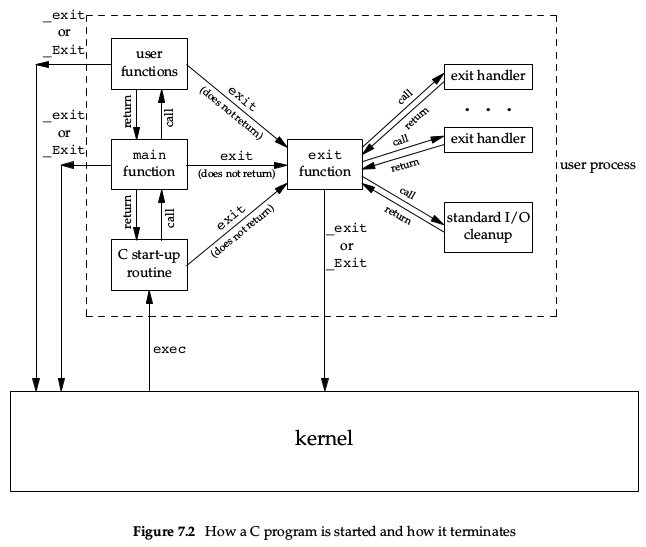 _exit
or
_Exit
user
functions
exit
(does not return)
return
call
_exit
or
_Exit
main
function
exit
(does not return)
exit
function
call
return
exit handler
. . .
call
return
exit handler
user process
call
return
standard I/O
cleanup
return
call
exit
(does not return)
C start-up
routine
_exit
or
_Exit
exec
kernel
Figure 7.2 How a C program is started and how it terminates